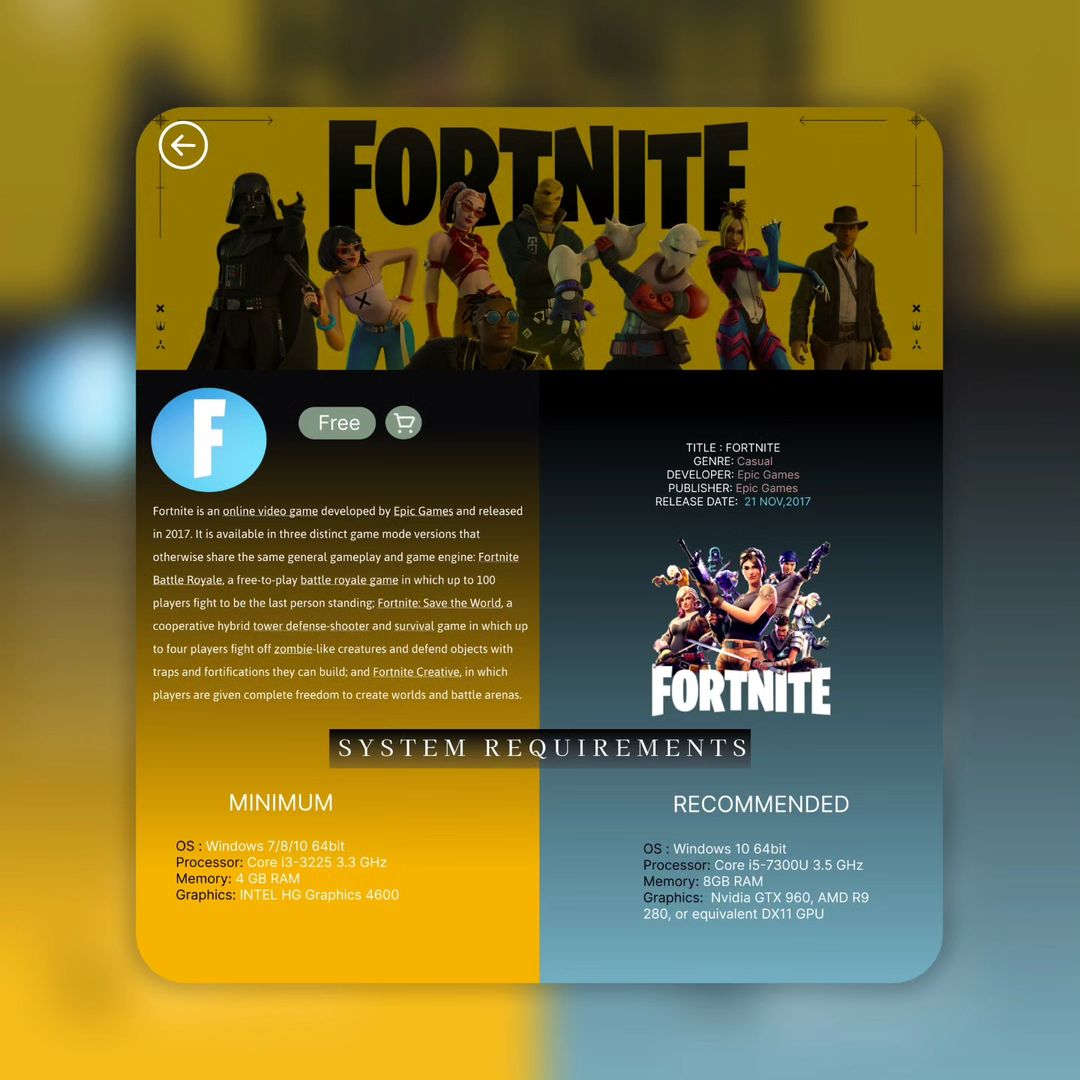 FORTNITE
F
Free
Fortnite is an online video game developed by Epic Games and released
in 2017. It is available in three distinct game mode versions that
otherwise share the same general gameplay and game engine: Fortnite
Battle Royale, a free-to-play battle royale game in which up to 100
players fight to be the last person standing; Fortnite: Save the World, a
cooperative hybrid tower defense-shooter and survival game in which up
to four players fight off zombie-like creatures and defend objects with
traps and fortifications they can build; and Fortnite Creative, in which
players are given complete freedom to create worlds and battle arenas.
TITLE : FORTNITE
GENRE: Casual
DEVELOPER: Epic Games
PUBLISHER: Epic Games
RELEASE DATE: 21 NOV,2017
FORTNITE
SYSTEM REQUIREMENTS
MINIMUM
OS : Windows 7/8/10 64bit
Processor: Core i3-3225 3.3 GHz
Memory: 4 GB RAM
Graphics: INTEL HG Graphics 4600
RECOMMENDED
OS : Windows 10 64bit
Processor: Core i5-7300U 3.5 GHz
Memory: 8GB RAM
Graphics: Nvidia GTX 960, AMD R9
280, or equivalent DX11 GPU